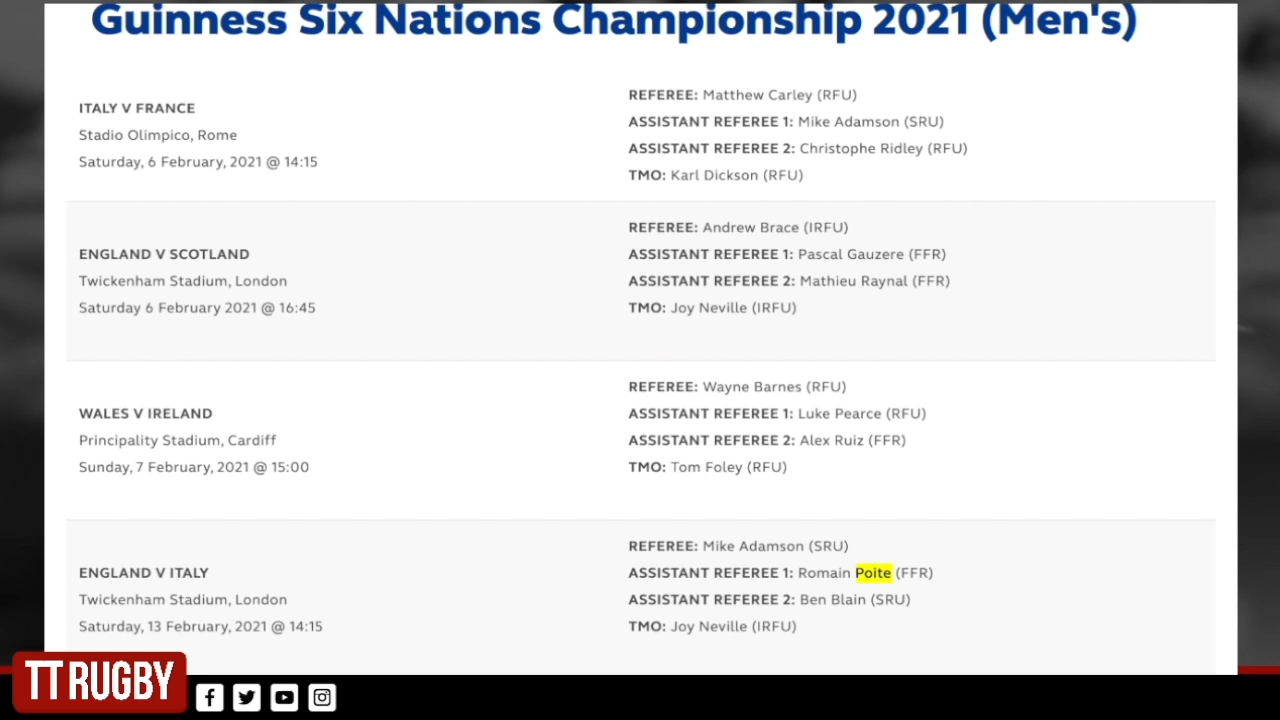 Guinness Six Nations Championship 2021 (Men's)
ITALY V FRANCE
Stadio Olimpico, Rome
Saturday, 6 February, 2021 @ 14:15
REFEREE: Matthew Carley (RFU)
ASSISTANT REFEREE 1: Mike Adamson (SRU)
ASSISTANT REFEREE 2: Christophe Ridley (RFU)
TMO: Karl Dickson (RFU)
ENGLAND V SCOTLAND
Twickenham Stadium, London
Saturday 6 February 2021 @ 16:45
REFEREE: Andrew Brace (IRFU)
ASSISTANT REFEREE 1: Pascal Gauzere (FFR)
ASSISTANT REFEREE 2: Mathieu Raynal (FFR)
TMO: Joy Neville (IRFU)
WALES V IRELAND
Principality Stadium, Cardiff
Sunday, 7 February, 2021 @ 15:00
REFEREE: Wayne Barnes (RFU)
ASSISTANT REFEREE 1: Luke Pearce (RFU)
ASSISTANT REFEREE 2: Alex Ruiz (FFR)
TMO: Tom Foley (RFU)
ENGLAND V ITALY
Twickenham Stadium, London
Saturday, 13 February, 2021 @ 14:15
REFEREE: Mike Adamson (SRU)
ASSISTANT REFEREE 1: Romain Poite (FFR)
ASSISTANT REFEREE 2: Ben Blain (SRU)
TMO: Joy Neville (IRFU)
TT RUGBY